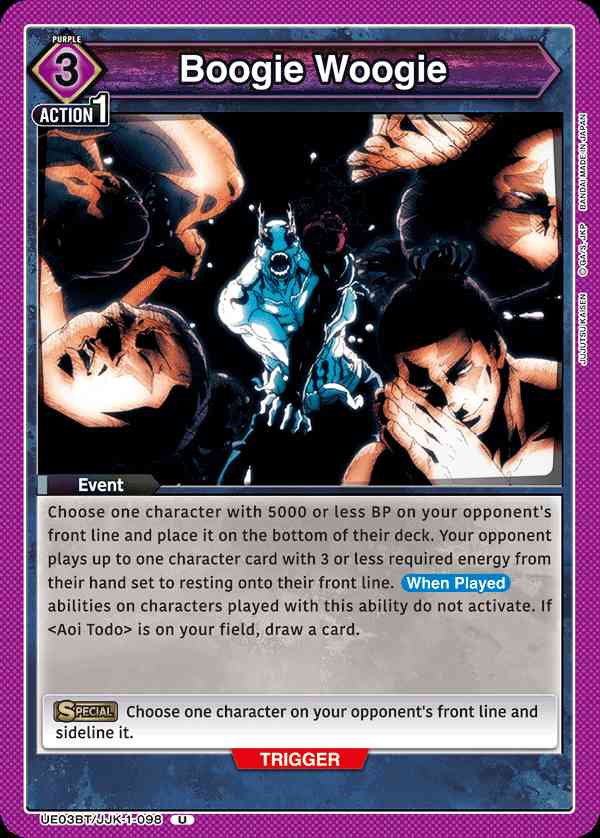 PURPLE
3
Boogie Woogie
ACTION 1
BANDAI MADE IN JAPAN
©GA/S, JKP
JUJUTSU KAISEN
Event
Choose one character with 5000 or less BP on your opponent's
front line and place it on the bottom of their deck. Your opponent
plays up to one character card with 3 or less required energy from
their hand set to resting onto their front line. When Played
abilities on characters played with this ability do not activate. If
<Aoi Todo> is on your field, draw a card.
SPECIAL Choose one character on your opponent's front line and
sideline it.
TRIGGER
UE03BT/JJK-1-098 U